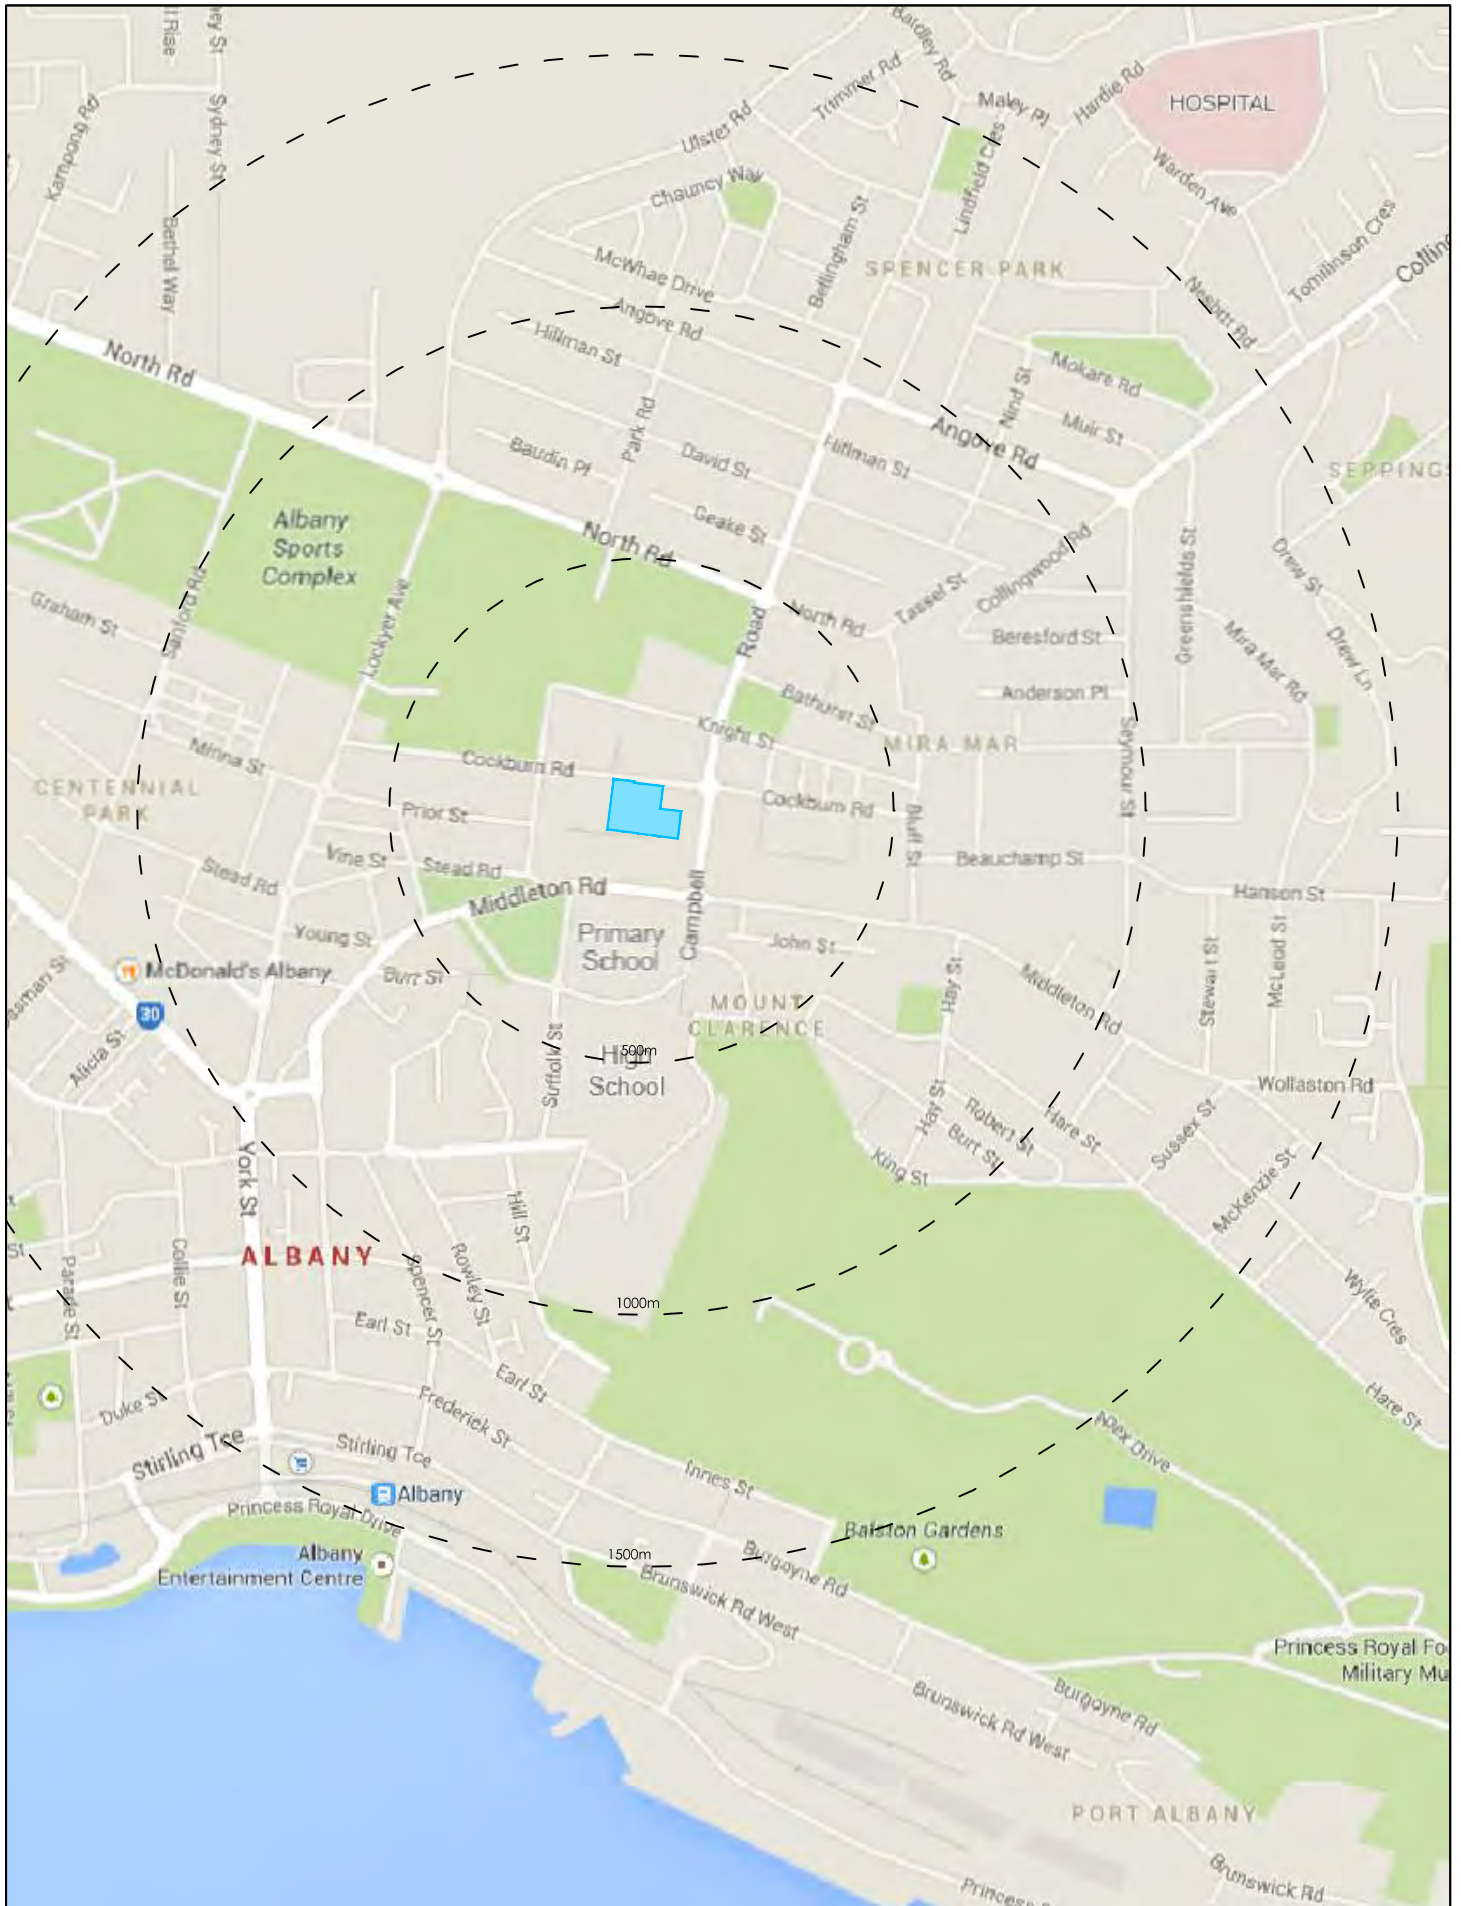 Sydney St
Kampong Rd
Bethel Way
Bardley Rd
Trimmer Rd
Maley Pl
Hardie Rd
HOSPITAL
Ulster Rd
Lindfield Cres
Warden Ave
Chauncy Way
Bellingham St
Tomlinson Cres
SPENCER PARK
McWhae Drive
Nesbitt Rd
Angove Rd
Hillman St
North Rd
Mokare Rd
Nind St
Muir St
Park Rd
Hillman St
Angove Rd
David St
Baudin Pl
Geake St
North Rd
Albany
Sports
Complex
Drew St
Greenshields St
Collingwood Rd
Tassel St
Graham St
Sanford Rd
Lockyer Ave
North Rd
Road
Beresford St
Mira Mar Rd
Drew Ln
Bathurst St
Anderson Pl
Knight St
MIRA MAR
Seymour St
Minna St
Cockburn Rd
CENTENNIAL
PARK
Prior St
Cockburn Rd
Bluff St
Beauchamp St
Vine St
Stead Rd
Stead Rd
Middleton Rd
Hanson St
Campbell
Young St
Primary
School
John St
McDonald's Albany
Burt St
Hay St
Stewart St
McLeod St
Middleton Rd
MOUNT
CLARENCE
30
Alicia St
500m
High
School
Suffolk St
Wollaston Rd
Hay St
Robert St
Burt St
Hare St
Sussex St
King St
McKenzie St
York St
Hill St
ALBANY
Collie St
Parade St
Spencer St
Rowley St
Wylie Cres
1000m
Earl St
Earl St
Duke St
Frederick St
Hare St
Apex Drive
Stirling Tce
Stirling Tce
Innes St
Albany
Princess Royal Drive
Balston Gardens
1500m
Albany
Entertainment Centre
Burgoyne Rd
Brunswick Rd West
Princess Royal Fo
Military Mu
Burgoyne Rd
Brunswick Rd West
PORT ALBANY
Brunswick Rd